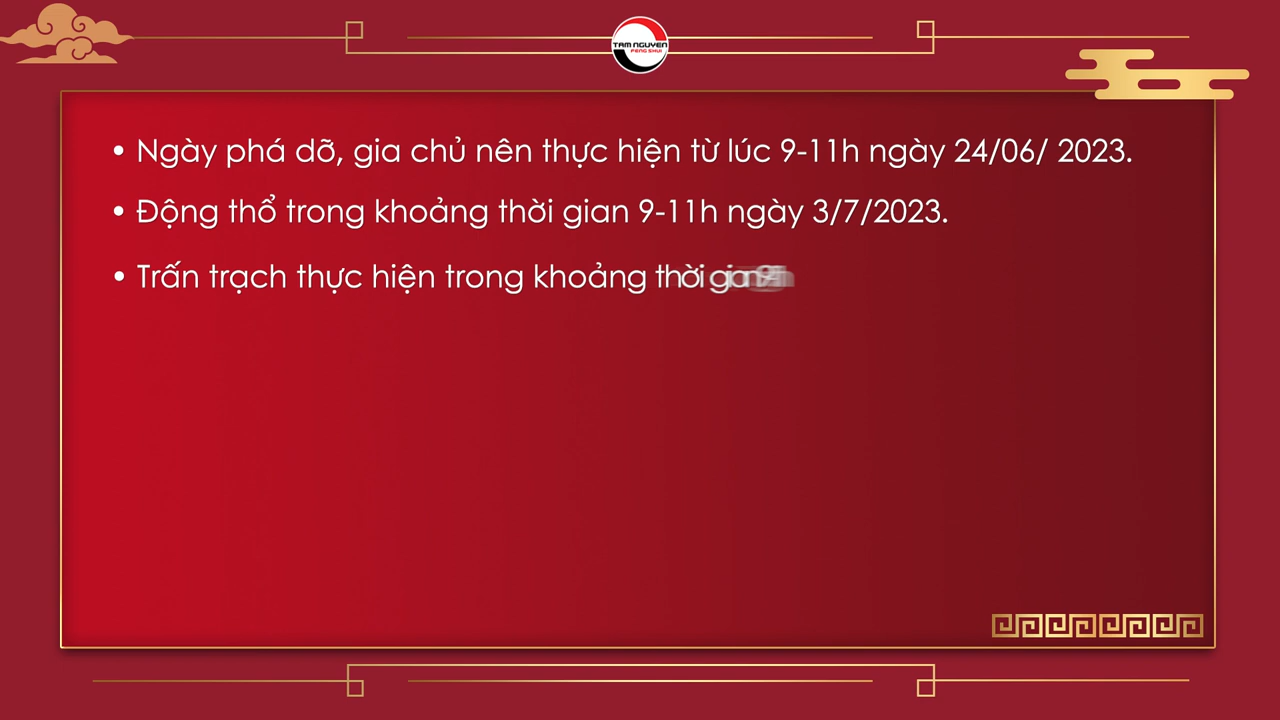 TAM NGUYEN
FENG SHUI
• Ngày phá dỡ, gia chủ nên thực hiện từ lúc 9-11h ngày 24/06/ 2023.
• Động thổ trong khoảng thời gian 9-11h ngày 3/7/2023.
• Trấn trạch thực hiện trong khoảng thời gian